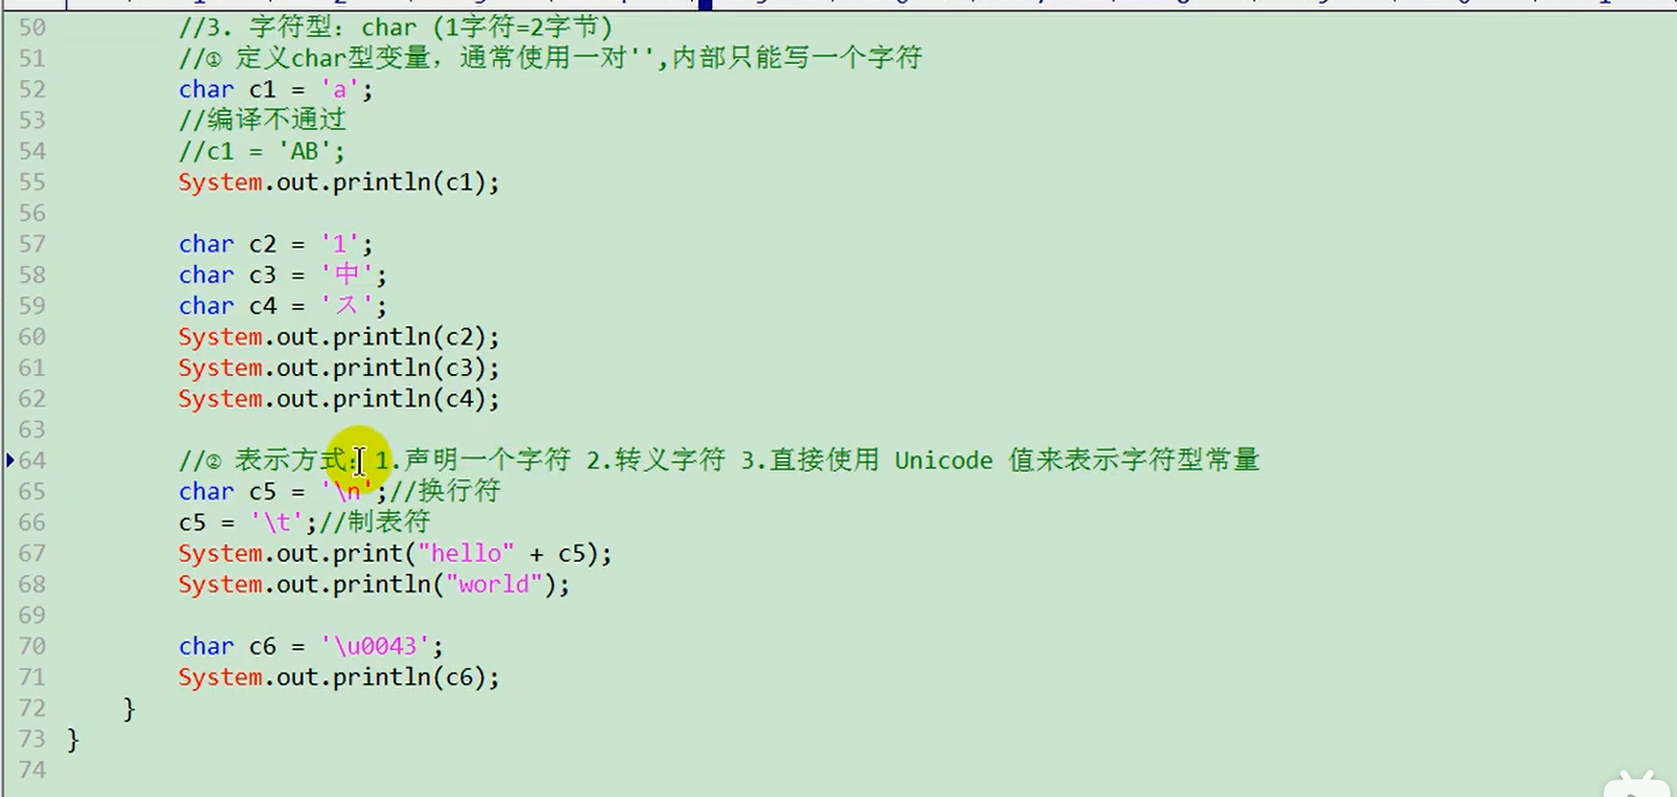 50 //3. 字符型：char (1字符=2字节)
51 //① 定义char型变量，通常使用一对'',内部只能写一个字符
52 char c1 = 'a';
53 //编译不通过
54 //c1 = 'AB';
55 System.out.println(c1);
56
57 char c2 = '1';
58 char c3 = '中';
59 char c4 = 'ス';
60 System.out.println(c2);
61 System.out.println(c3);
62 System.out.println(c4);
63
64 //② 表示方式：1.声明一个字符 2.转义字符 3.直接使用 Unicode 值来表示字符型常量
65 char c5 = '\n';//换行符
66 c5 = '\t';//制表符
67 System.out.print("hello" + c5);
68 System.out.println("world");
69
70 char c6 = '\u0043';
71 System.out.println(c6);
72 }
73 }
74